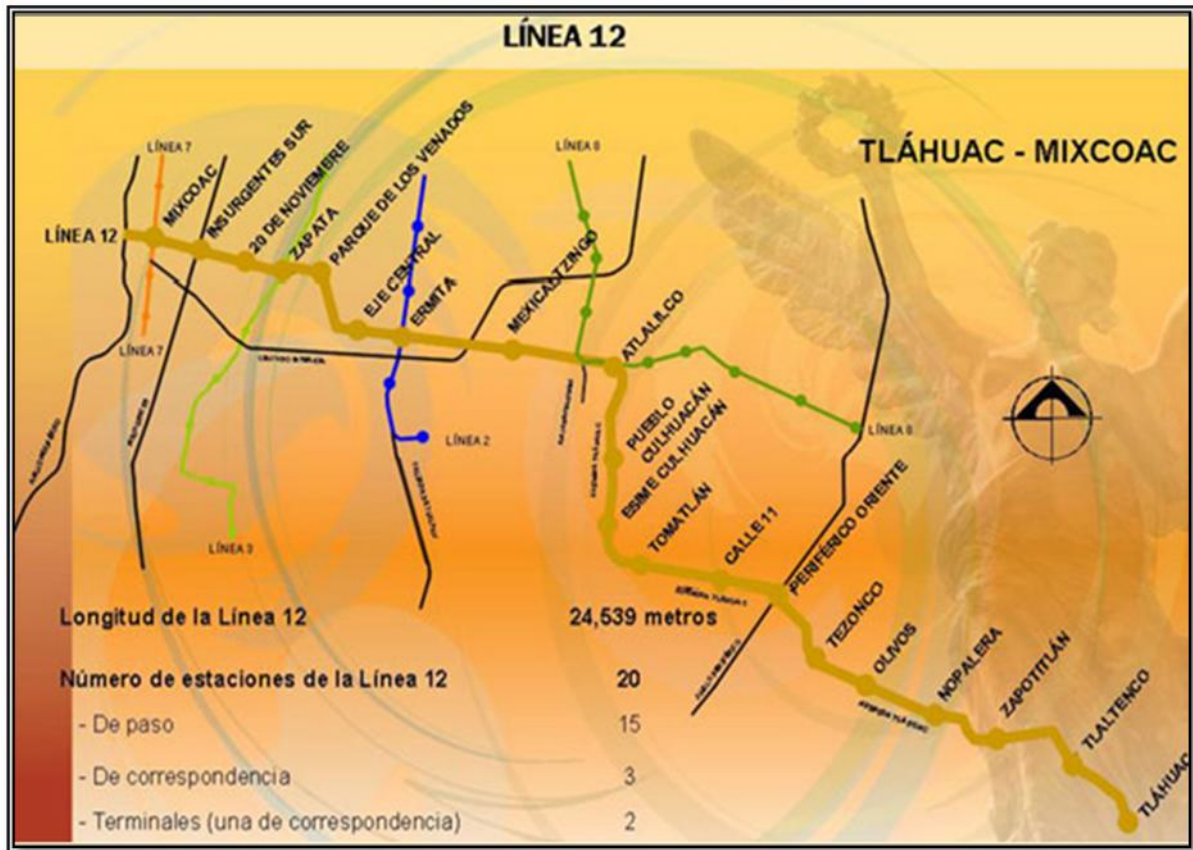 LÍNEA 12
TLÁHUAC - MIXCOAC
LÍNEA 7
LÍNEA 12
MIXCOAC
INSURGENTES SUR
20 DE NOVIEMBRE
ZAPATA
PARQUE DE LOS VENADOS
EJE CENTRAL
ERMITA
MEXICALTZINGO
LÍNEA 8
ATLALILCO
PUEBLO
CULHUACÁN
ESIME CULHUACÁN
TOMATLÁN
CALLE 11
PERIFÉRICO ORIENTE
TEZONCO
OLIVOS
NOPALERA
ZAPOTITLÁN
TLALTENCO
TLÁHUAC
LÍNEA 7
LÍNEA 3
LÍNEA 2
LÍNEA 8
Longitud de la Línea 12 24,539 metros
Número de estaciones de la Línea 12 20
- De paso 15
- De correspondencia 3
- Terminales (una de correspondencia) 2